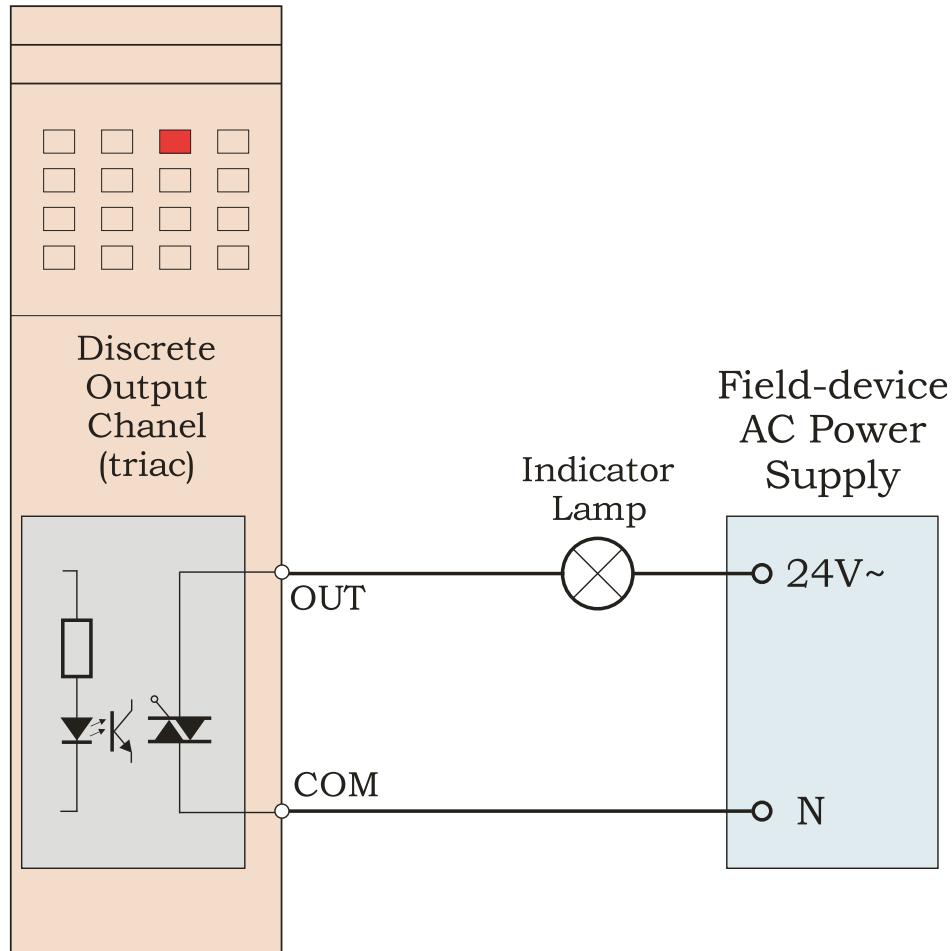 Discrete
Output
Chanel
(triac)
Field-device
AC Power
Supply
Indicator
Lamp
OUT
24V~
COM
N